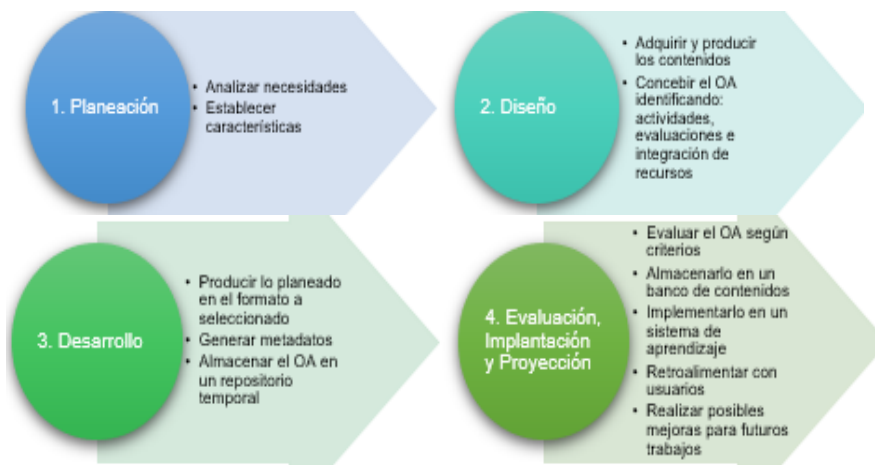 1. Planeación
• Analizar necesidades
• Establecer
características
2. Diseño
• Adquirir y producir
los contenidos
• Concebir el OA
identificando:
actividades,
evaluaciones e
integración de
recursos
3. Desarrollo
• Producir lo planeado
en el formato a
seleccionado
• Generar metadatos
• Almacenar el OA en
un repositorio
temporal
4. Evaluación,
Implantación
y Proyección
• Evaluar el OA según
criterios
• Almacenarlo en un
banco de contenidos
• Implementarlo en un
sistema de
aprendizaje
• Retroalimentar con
usuarios
• Realizar posibles
mejoras para futuros
trabajos